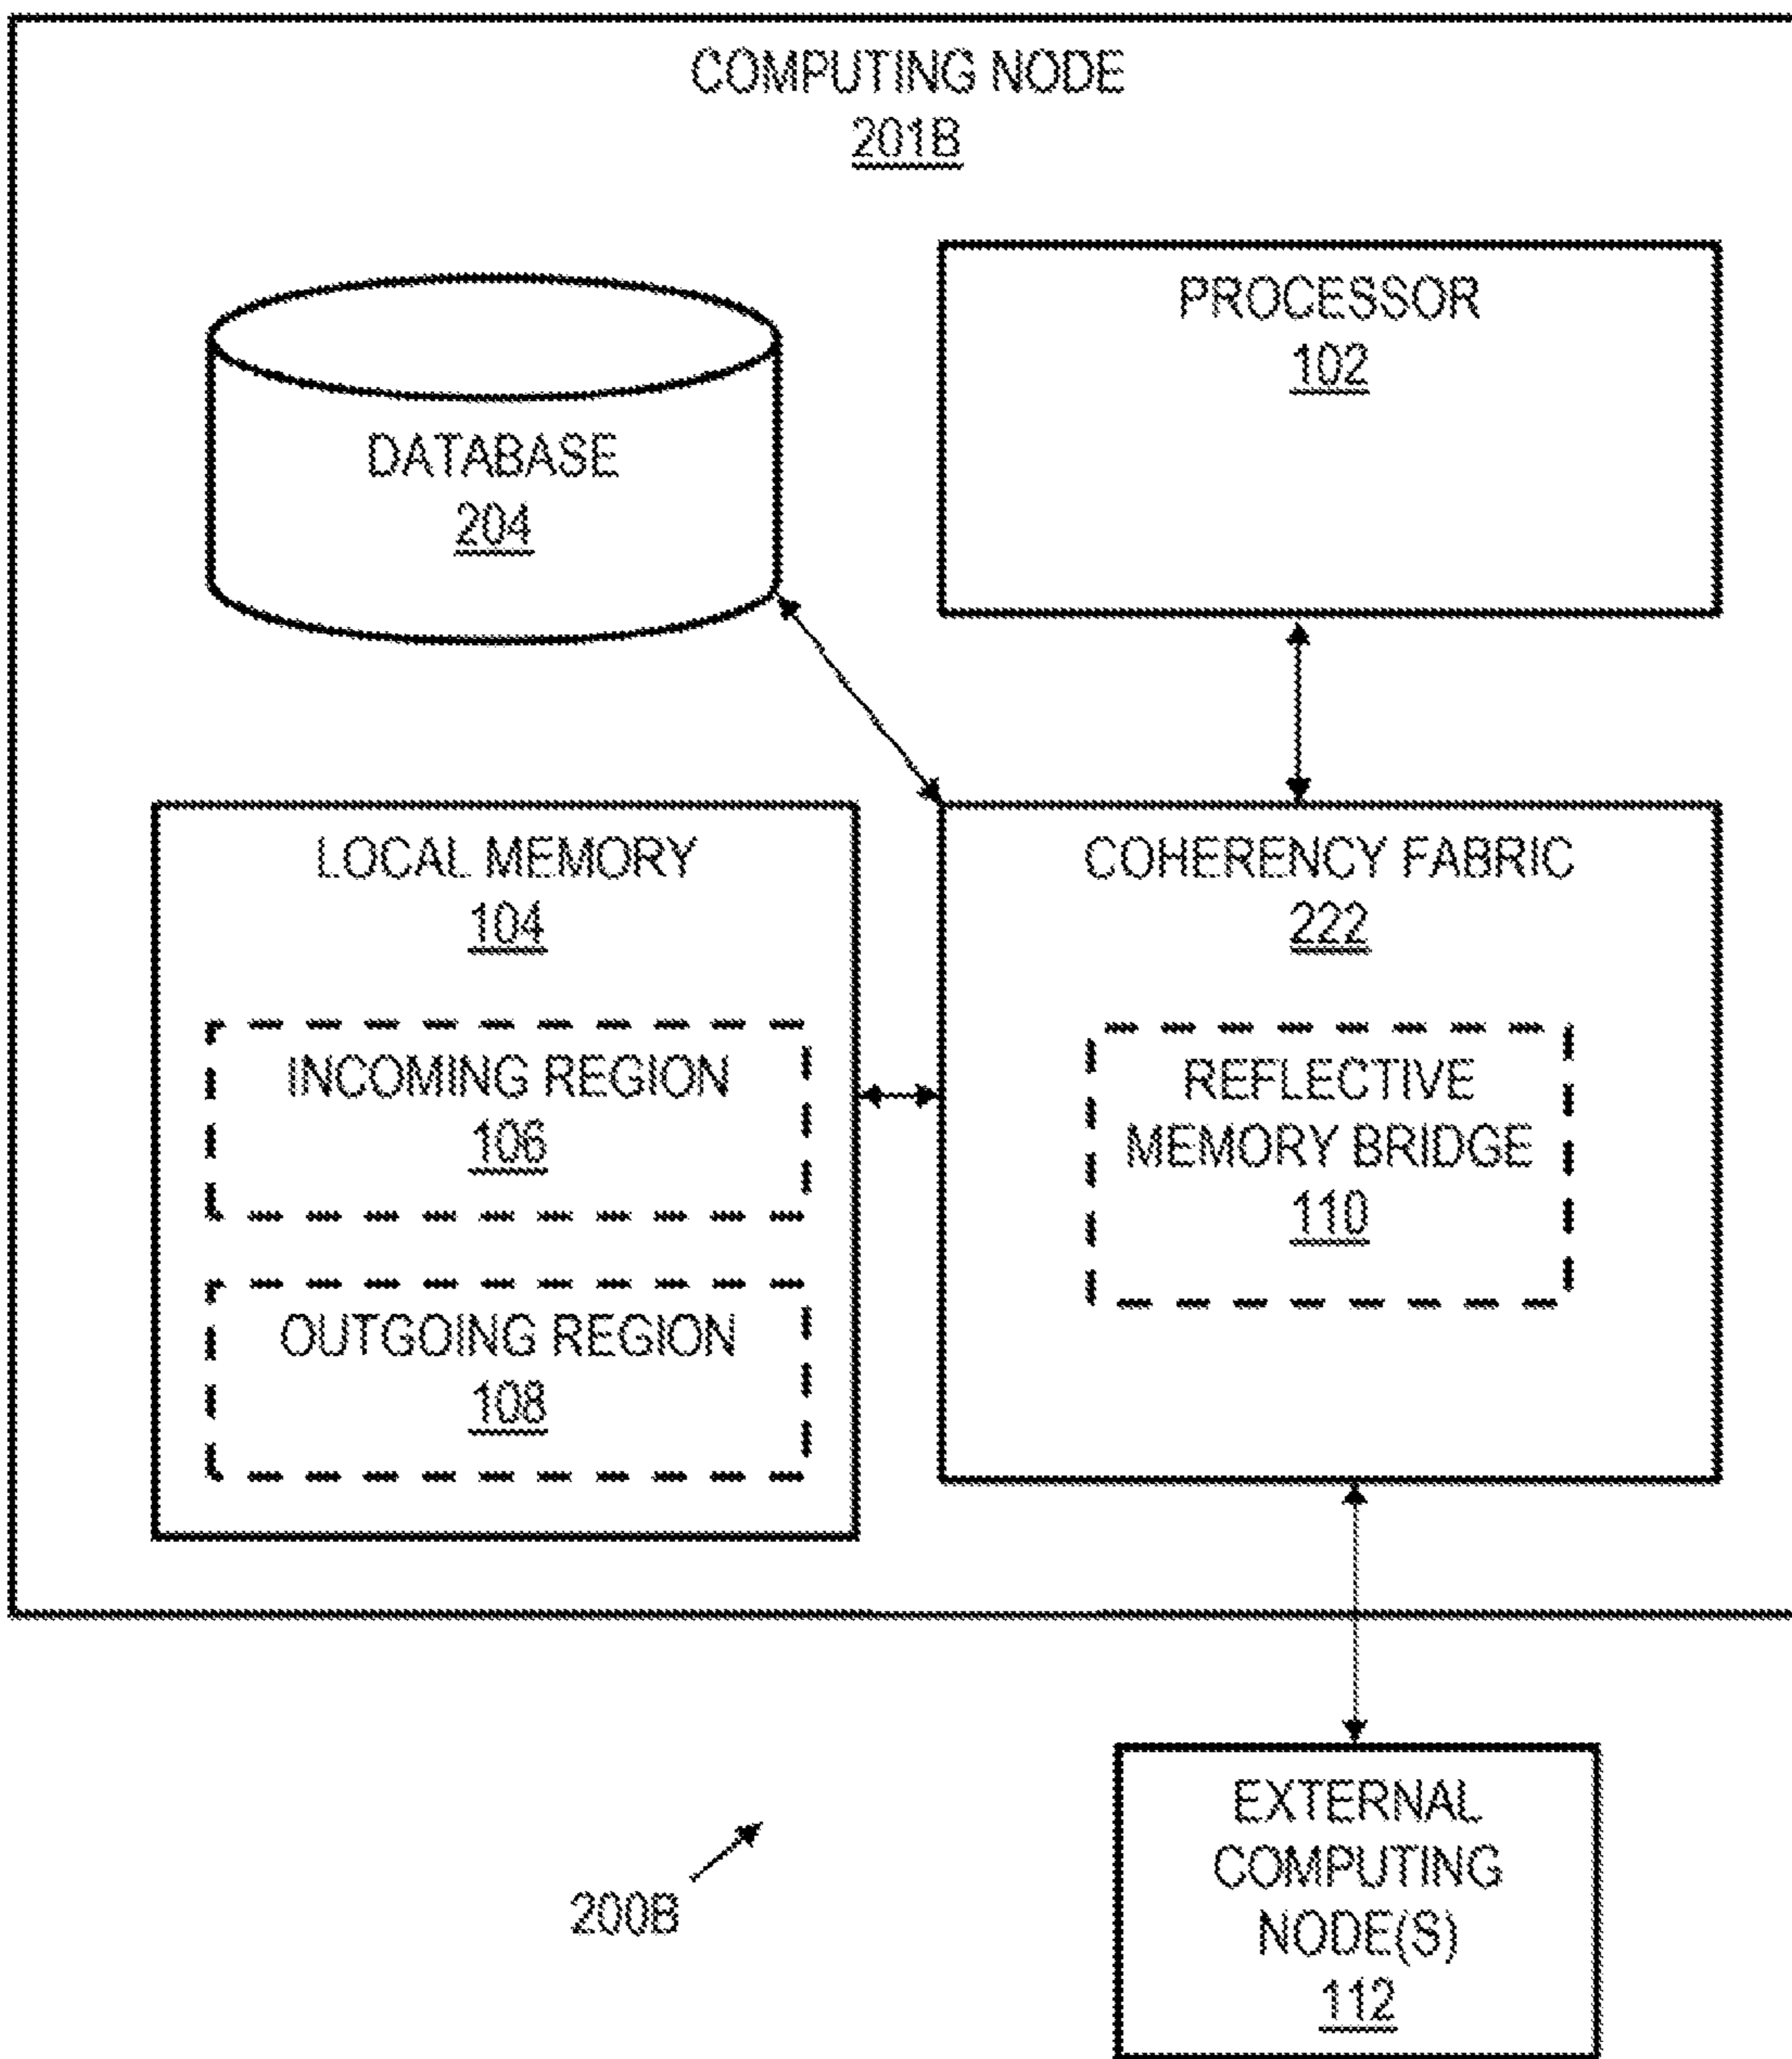 COMPUTING NODE
201B
PROCESSOR
102
DATABASE
204
LOCAL MEMORY
104
INCOMING REGION
106
OUTGOING REGION
108
COHERENCY FABRIC
222
REFLECTIVE
MEMORY BRIDGE
110
200B
EXTERNAL
COMPUTING
NODE(S)
112